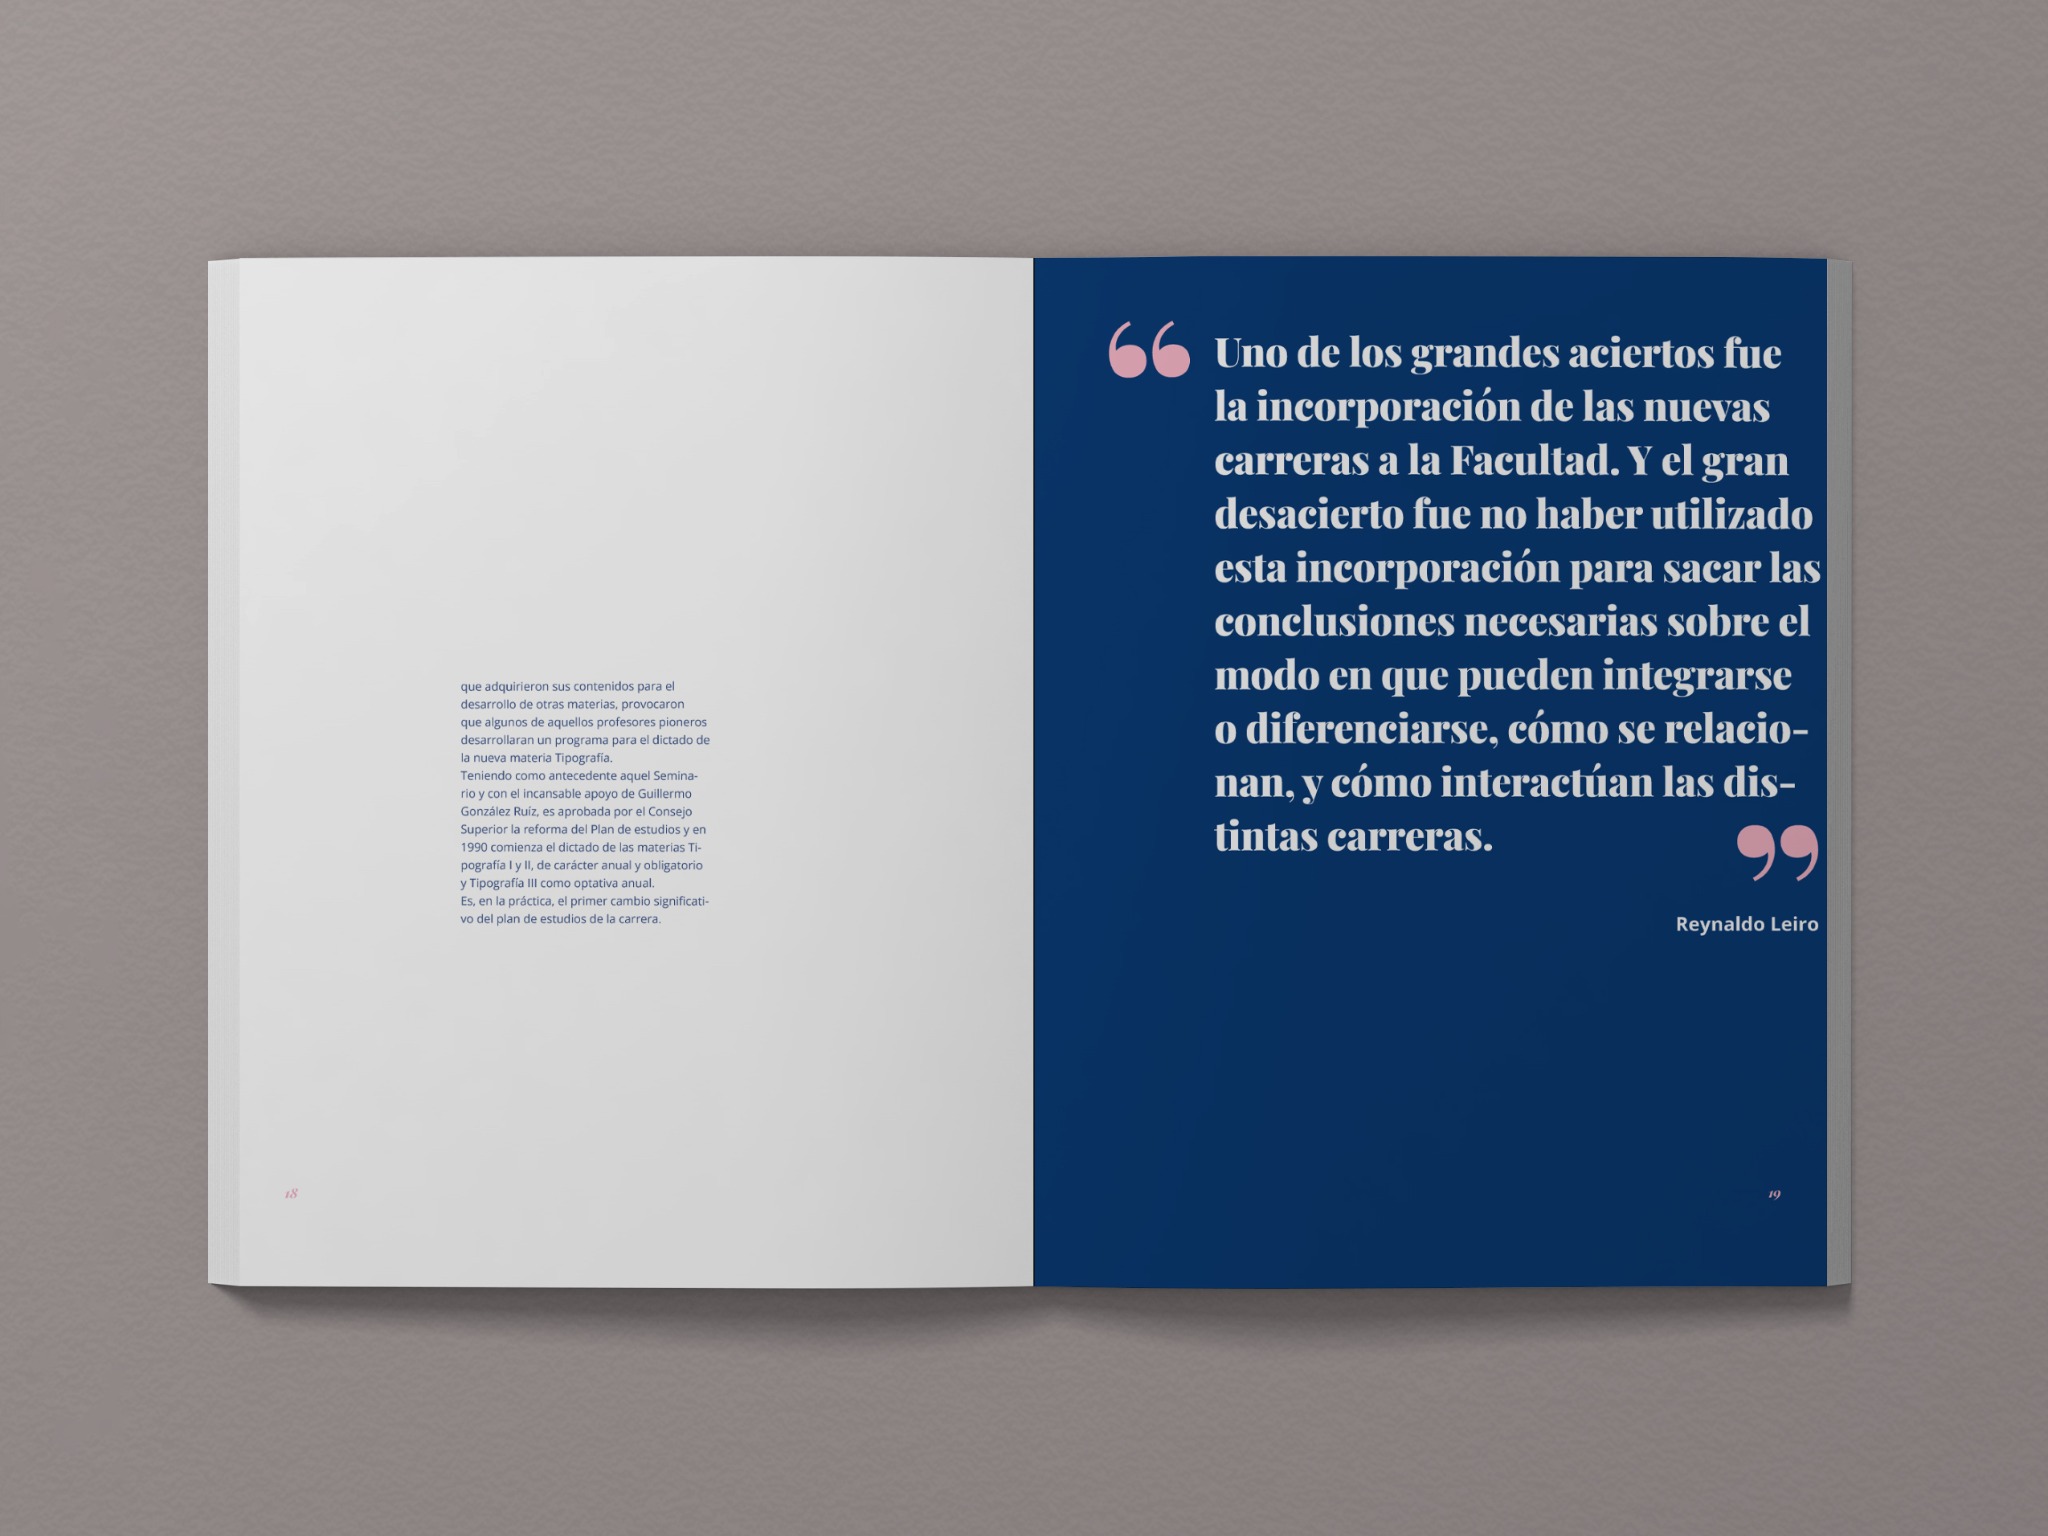 que adquirieron sus contenidos para el
desarrollo de otras materias, provocaron
que algunos de aquellos profesores pioneros
desarrollaran un programa para el dictado de
la nueva materia Tipografía.
Teniendo como antecedente aquel Semina-
rio y con el incansable apoyo de Guillermo
González Ruíz, es aprobada por el Consejo
Superior la reforma del Plan de estudios y en
1990 comienza el dictado de las materias Ti-
pografía I y II, de carácter anual y obligatorio
y Tipografía III como optativa anual.
Es, en la práctica, el primer cambio significati-
vo del plan de estudios de la carrera.
18
“Uno de los grandes aciertos fue
la incorporación de las nuevas
carreras a la Facultad. Y el gran
desacierto fue no haber utilizado
esta incorporación para sacar las
conclusiones necesarias sobre el
modo en que pueden integrarse
o diferenciarse, cómo se relacio-
nan, y cómo interactúan las dis-
tintas carreras.”
Reynaldo Leiro
19